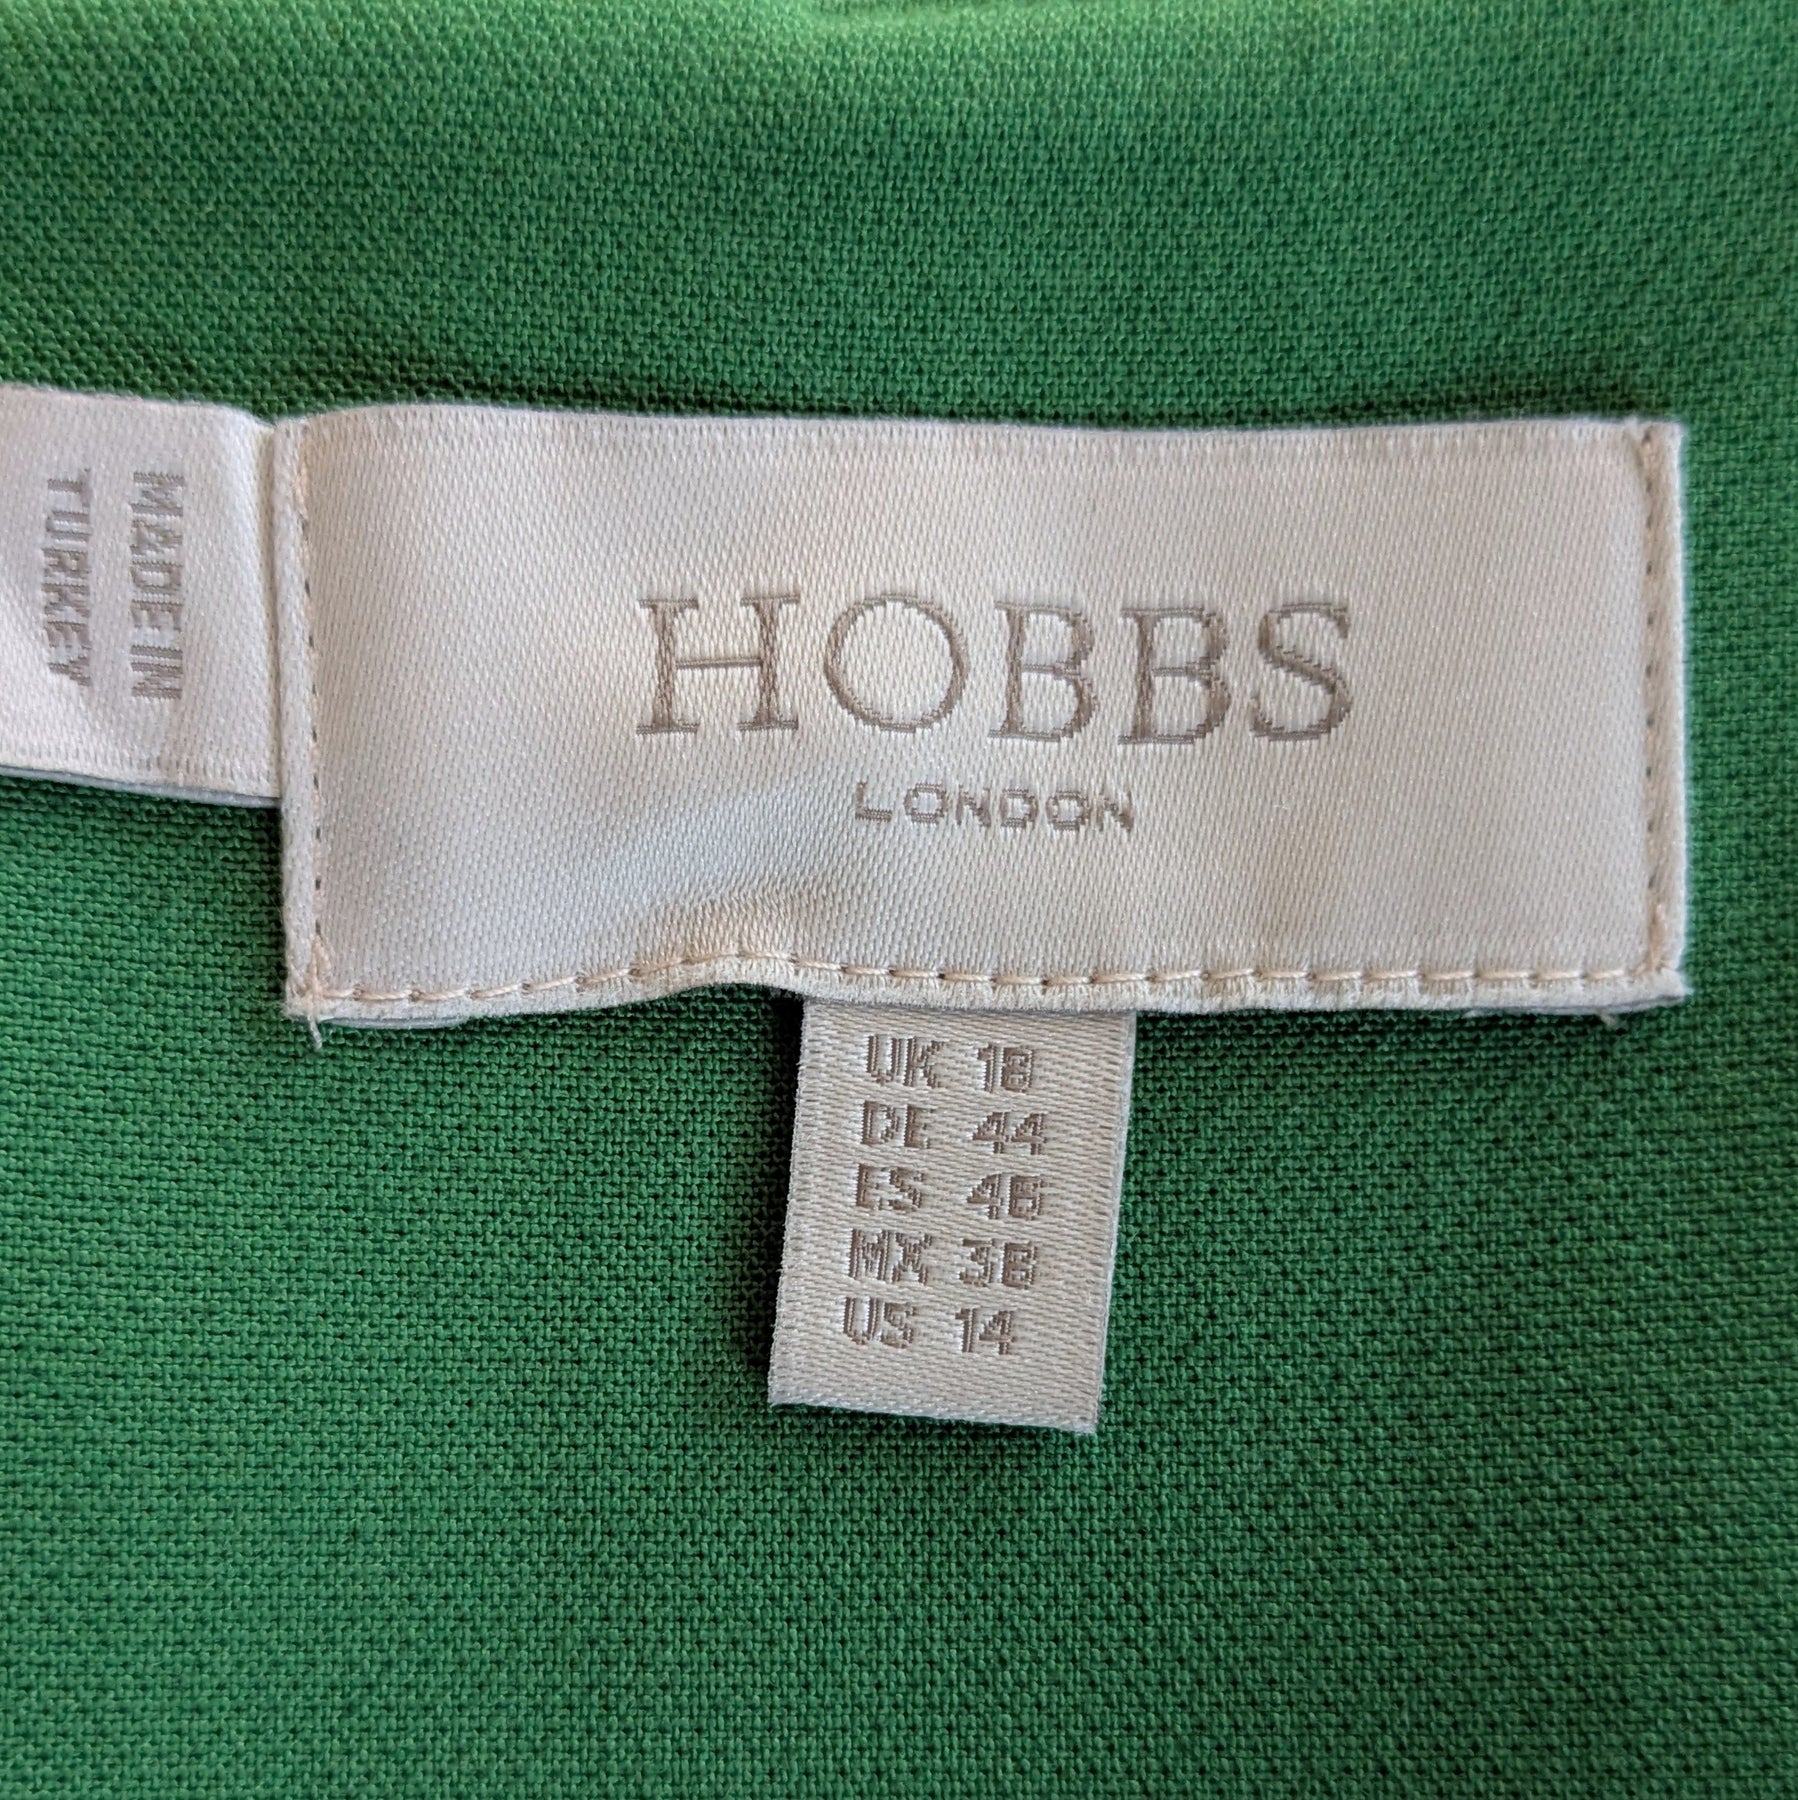 MADE IN
TURKEY
HOBBS
LONDON
UK 18
DE 44
ES 46
MX 38
US 14